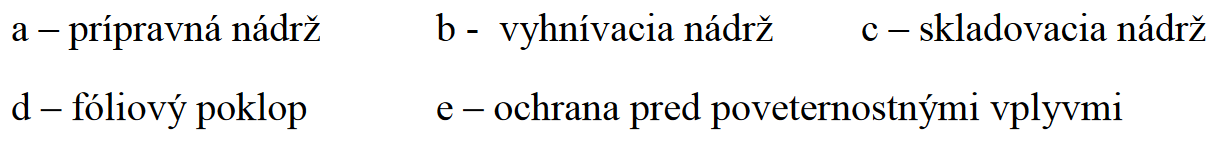 a – prípravná nádrž b - vyhnívacia nádrž c – skladovacia nádrž
d – fóliový poklop e – ochrana pred poveternostnými vplyvmi